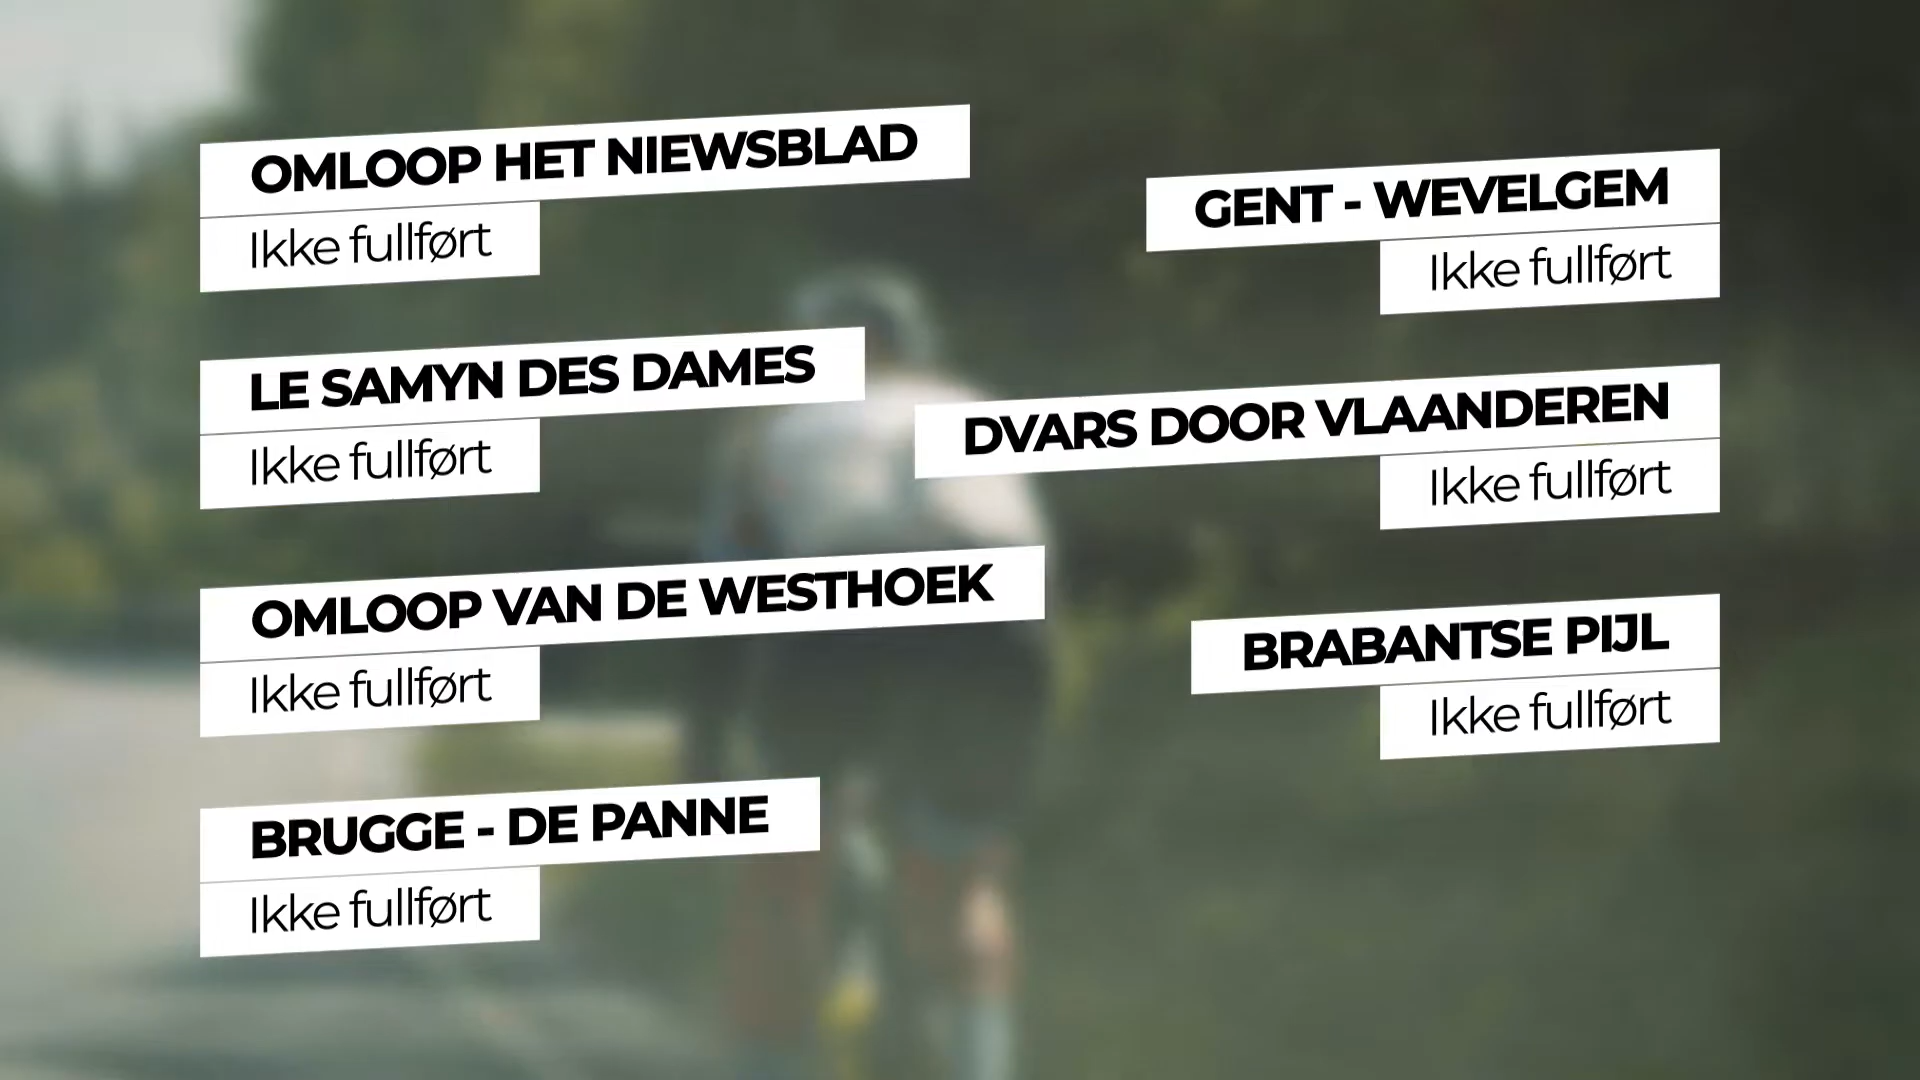 OMLOOP HET NIEWSBLAD
Ikke fullført
LE SAMYN DES DAMES
Ikke fullført
OMLOOP VAN DE WESTHOEK
Ikke fullført
BRUGGE - DE PANNE
Ikke fullført
GENT - WEVELGEM
Ikke fullført
DVARS DOOR VLAANDEREN
Ikke fullført
BRABANTSE PIJL
Ikke fullført